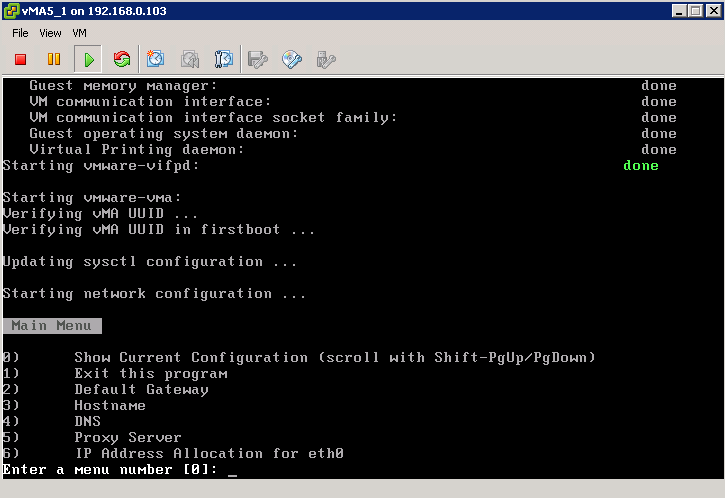 vMA5_1 on 192.168.0.103
File View VM
Guest memory manager: done
VM communication interface: done
VM communication interface socket family: done
Guest operating system daemon: done
Virtual Printing daemon: done
Starting vmware-vifpd: done
Starting vmware-vma:
Verifying vMA UUID ...
Verifying vMA UUID in firstboot ...
Updating sysctl configuration ...
Starting network configuration ...
Main Menu
0) Show Current Configuration (scroll with Shift-PgUp/PgDown)
1) Exit this program
2) Default Gateway
3) Hostname
4) DNS
5) Proxy Server
6) IP Address Allocation for eth0
Enter a menu number [0]: _